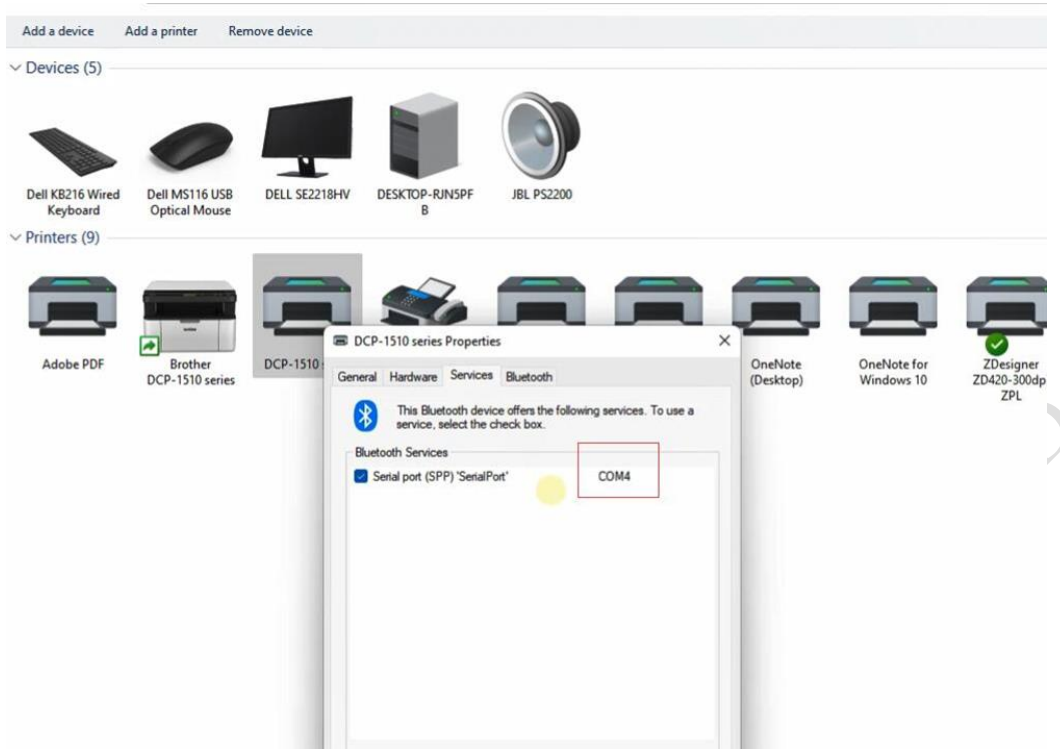 Add a device Add a printer Remove device
Devices (5)
Dell KB216 Wired
Keyboard
Dell MS116 USB
Optical Mouse
DELL SE2218HV
DESKTOP-RJN5PF
B
JBL PS2200
Printers (9)
Adobe PDF
Brother
DCP-1510 series
DCP-1510
OneNote
(Desktop)
OneNote for
Windows 10
ZDesigner
ZD420-300dp
ZPL
DCP-1510 series Properties
General Hardware Services Bluetooth
This Bluetooth device offers the following services. To use a
service, select the check box.
Bluetooth Services
Serial port (SPP) 'SerialPort' COM4